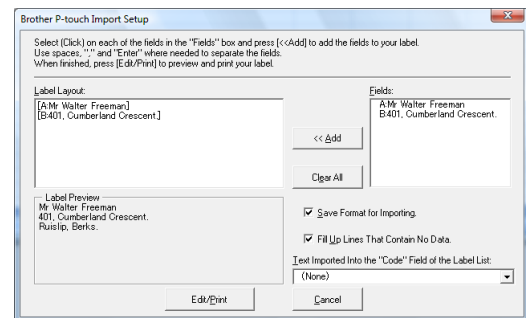 Brother P-touch Import Setup
Select (Click) on each of the fields in the "Fields" box and press [<<Add] to add the fields to your label.
Use spaces, "," and "Enter" where needed to separate the fields.
When finished, press [Edit/Print] to preview and print your label.
Label Layout:
[A:Mr Walter Freeman]
[B:401, Cumberland Crescent.]
<< Add
Clear All
Fields:
A:Mr Walter Freeman
B:401, Cumberland Crescent.
Label Preview
Mr Walter Freeman
401, Cumberland Crescent.
Ruislip, Berks.
Save Format for Importing.
Fill Up Lines That Contain No Data.
Text Imported Into the "Code" Field of the Label List:
(None)
Edit/Print
Cancel